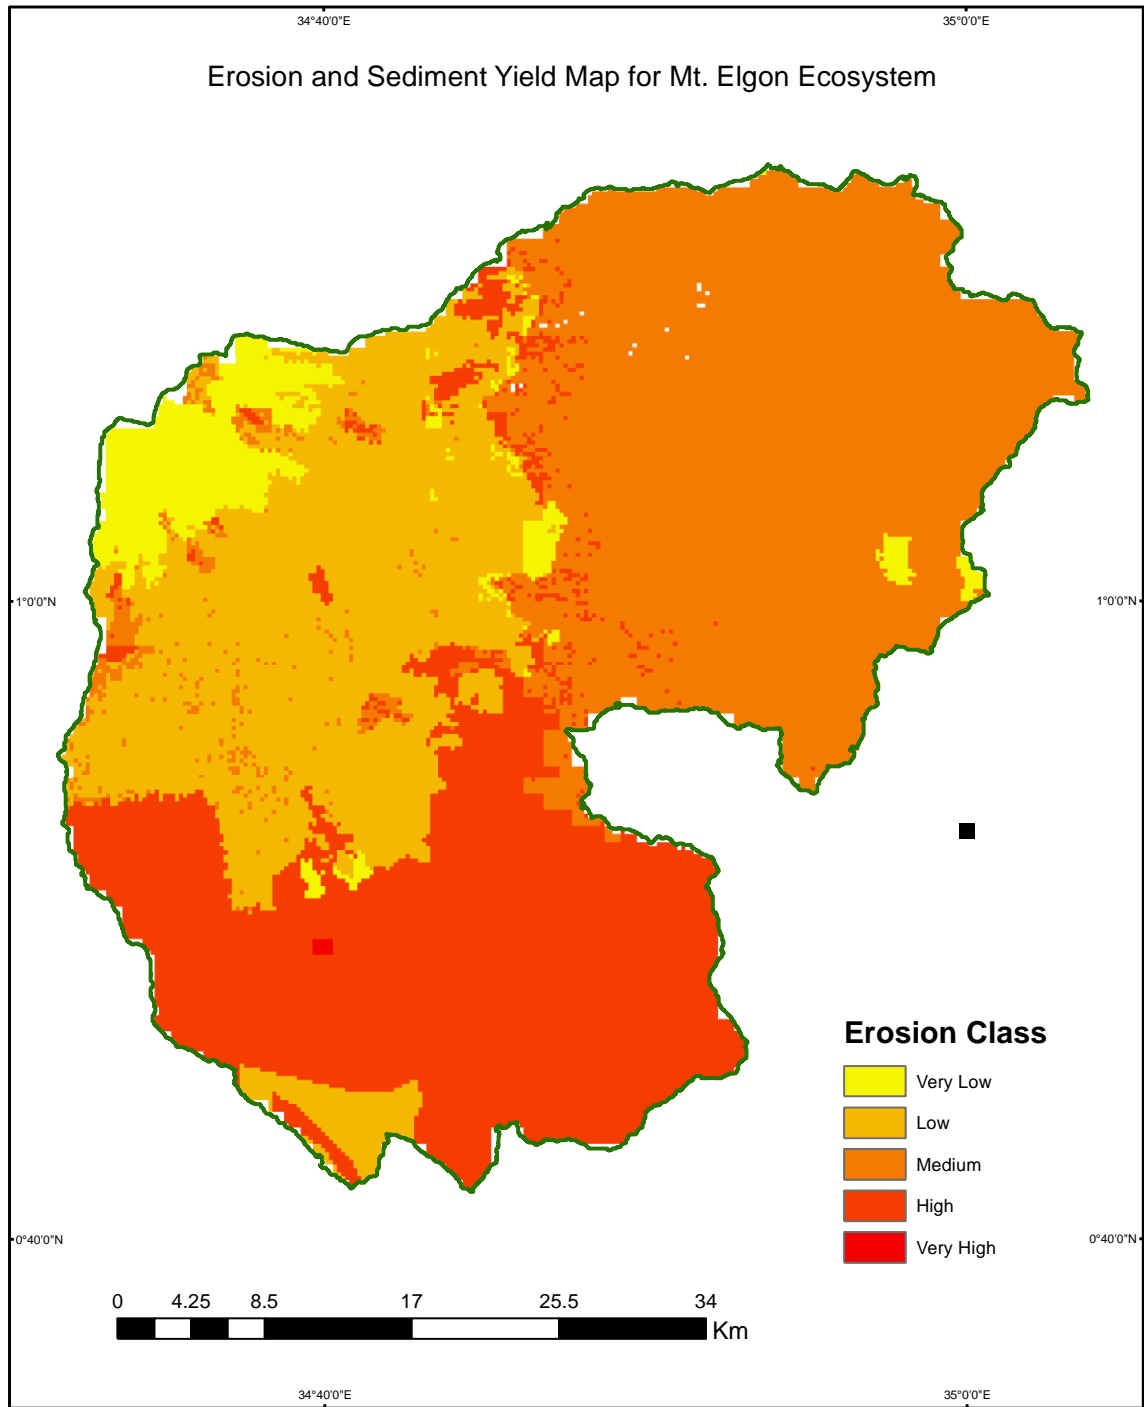 34°40'0"E 35°0'0"E
Erosion and Sediment Yield Map for Mt. Elgon Ecosystem
1°0'0"N 1°0'0"N
Erosion Class
Very Low
Low
Medium
High
Very High
0°40'0"N 0°40'0"N
0 4.25 8.5 17 25.5 34
Km
34°40'0"E 35°0'0"E